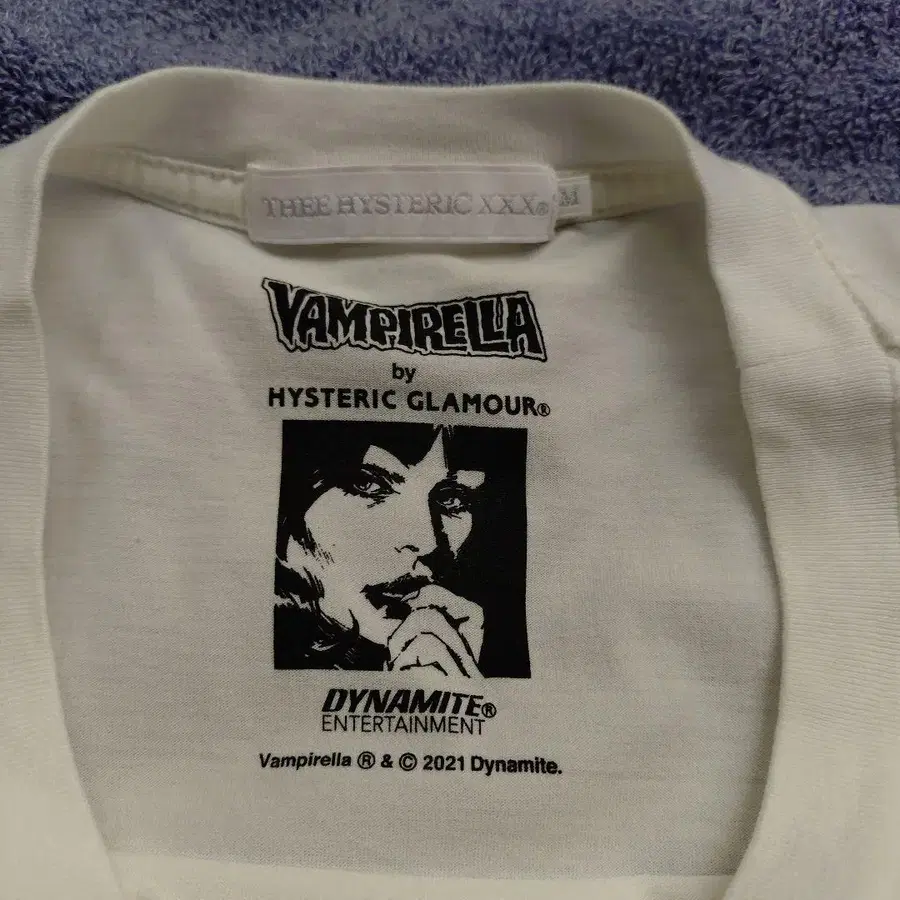 THEE HYSTERIC XXX®
M
VAMPIRELLA
by
HYSTERIC GLAMOUR®
DYNAMITE®
ENTERTAINMENT
Vampirella ® & © 2021 Dynamite.